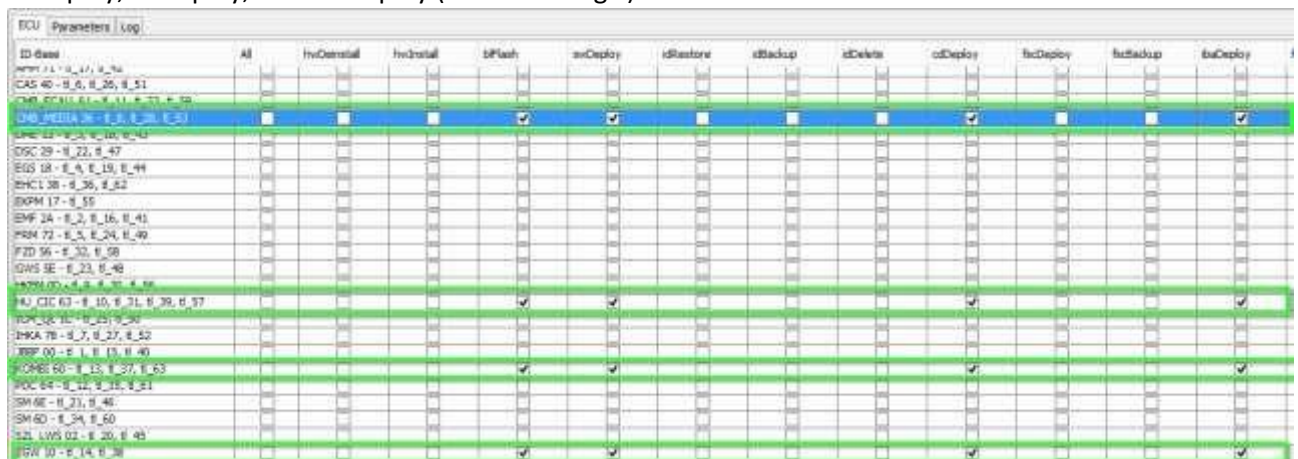 ECU Parameters Log
ID-Base All hwDeinstall hwInstall blFlash swDeploy idRestore idBackup idDelete cdDeploy fscDeploy fscBackup ibaDeploy
CAS 40 - tl_6, tl_26, tl_51
CMB_MEDIA 36 - tl_8, tl_28, tl_53
DSC 29 - tl_22, tl_47
EGS 18 - tl_4, tl_19, tl_44
EHC1 38 - tl_36, tl_62
EKPM 17 - tl_55
EMF 2A - tl_2, tl_16, tl_41
FRM 72 - tl_5, tl_24, tl_49
FZD 56 - tl_32, tl_58
GWS 5E - tl_23, tl_48
HU_CIC 63 - tl_10, tl_31, tl_39, tl_57
IHKA 78 - tl_7, tl_27, tl_52
JBBF 00 - tl_1, tl_15, tl_40
KOMBI 60 - tl_13, tl_37, tl_63
PDC 64 - tl_12, tl_35, tl_61
SM 6E - tl_21, tl_46
SM 6D - tl_34, tl_60
SZL_LWS 02 - tl_20, tl_45
ZGW 10 - tl_14, tl_38